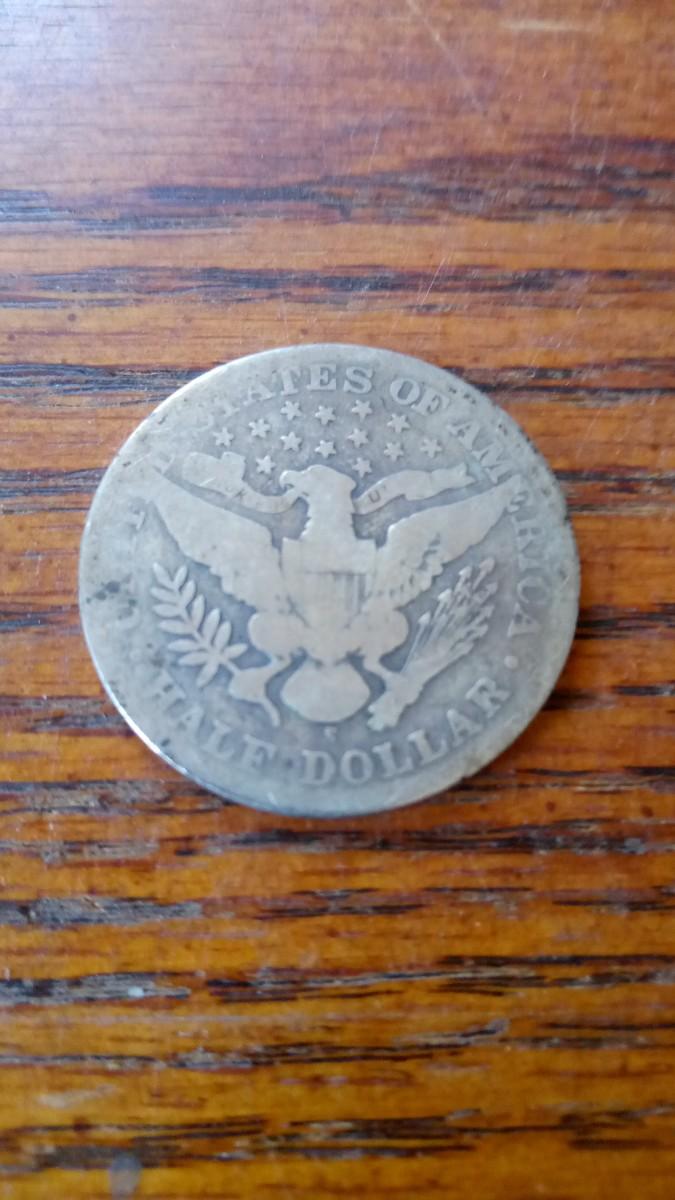 STATES OF AMERICA
U
HALF DOLLAR